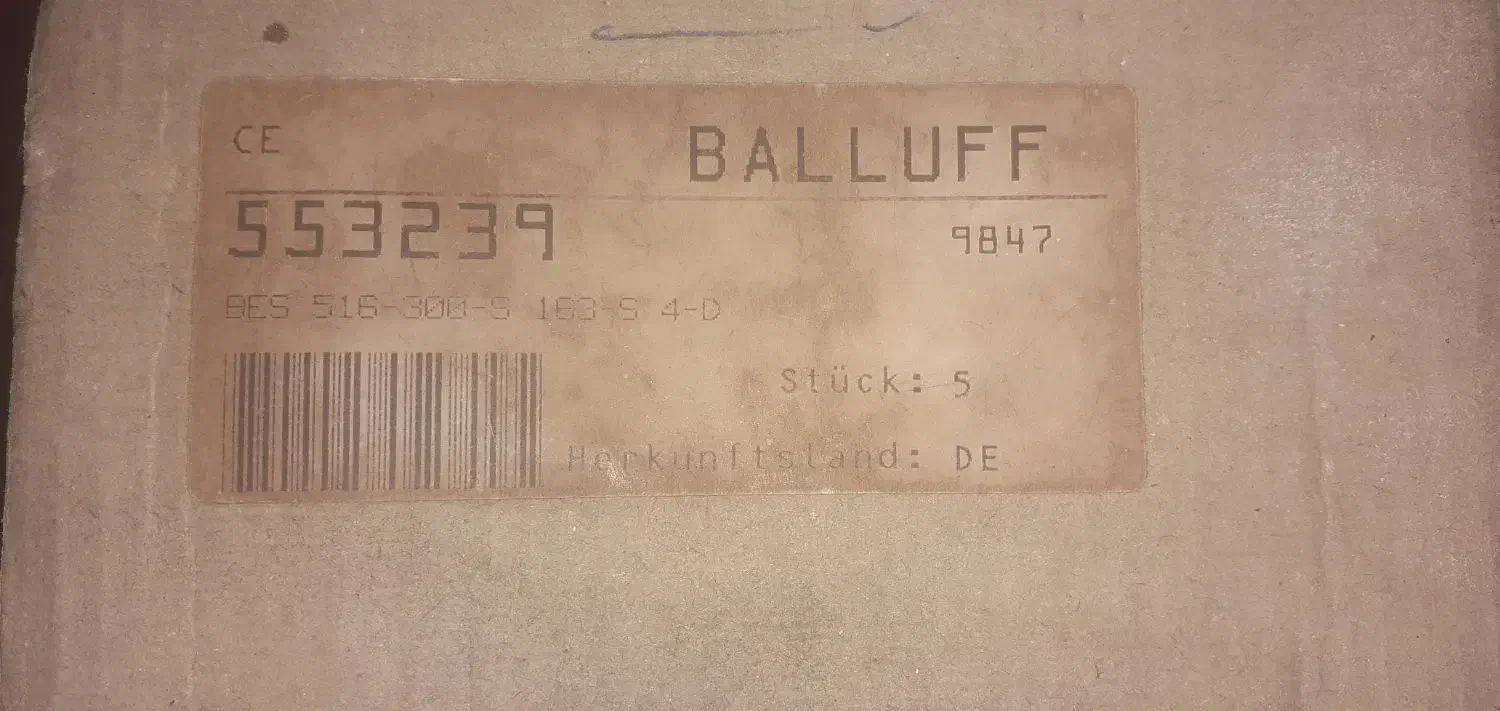 CE BALLUFF
553239 9847
BES 516-300-S 163-S 4-D
Stück: 5
Herkunftsland: DE